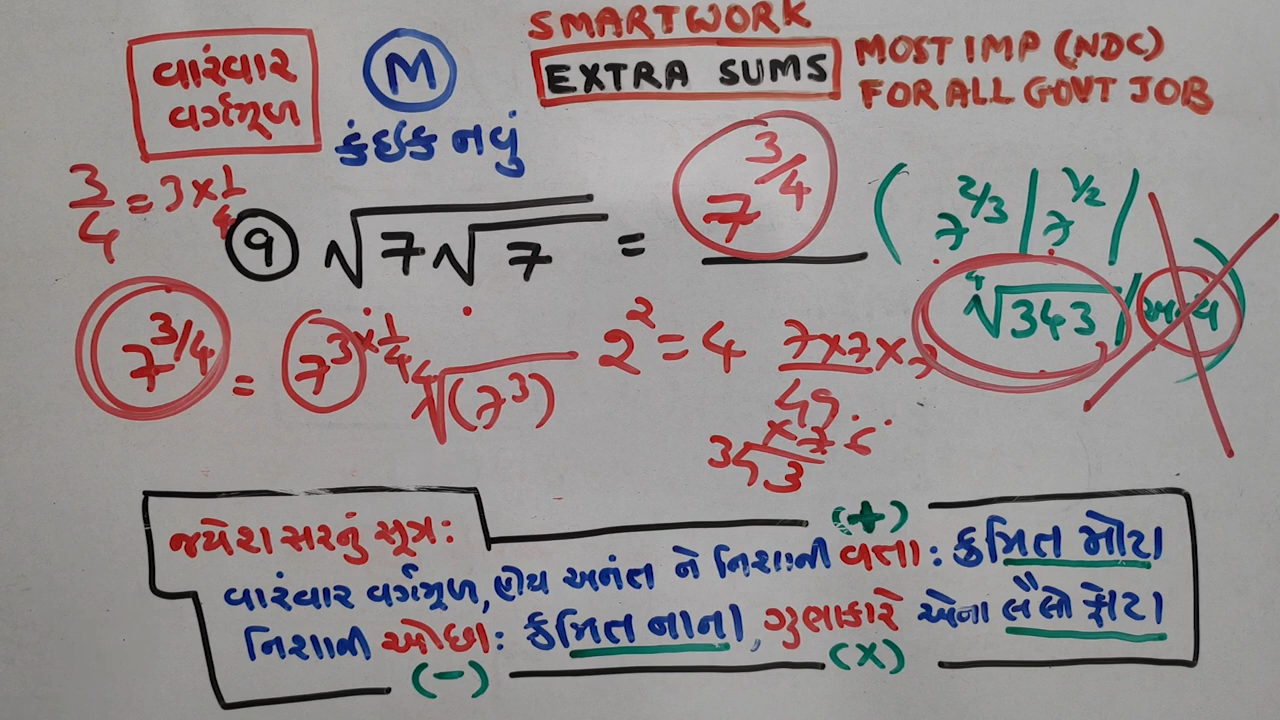 SMARTWORK
વારંવાર
વર્ગમૂળ
M
કંઈક નવું
EXTRA SUMS
MOST IMP (NDC)
FOR ALL GOVT JOB
3/4 = 3 × 1/4
9 √7√7 = 7^3/4 (7^2/3 / 7^1/2 /
⁴√343 / અન્ય)
7^3/4 = 7^3×1/4 ⁴√(7³) 2² = 4 7×7×7
49
×7
3
જયેશ સરનું સૂત્ર:
(+)
વારંવાર વર્ગમૂળ, હોય અનંત ને નિશાની વત્તા: ક્રમિત મોટા
નિશાની ઓછા: ક્રમિત નાના, ગુણાકારે એના લૈલો ફોટા
(-) (×)